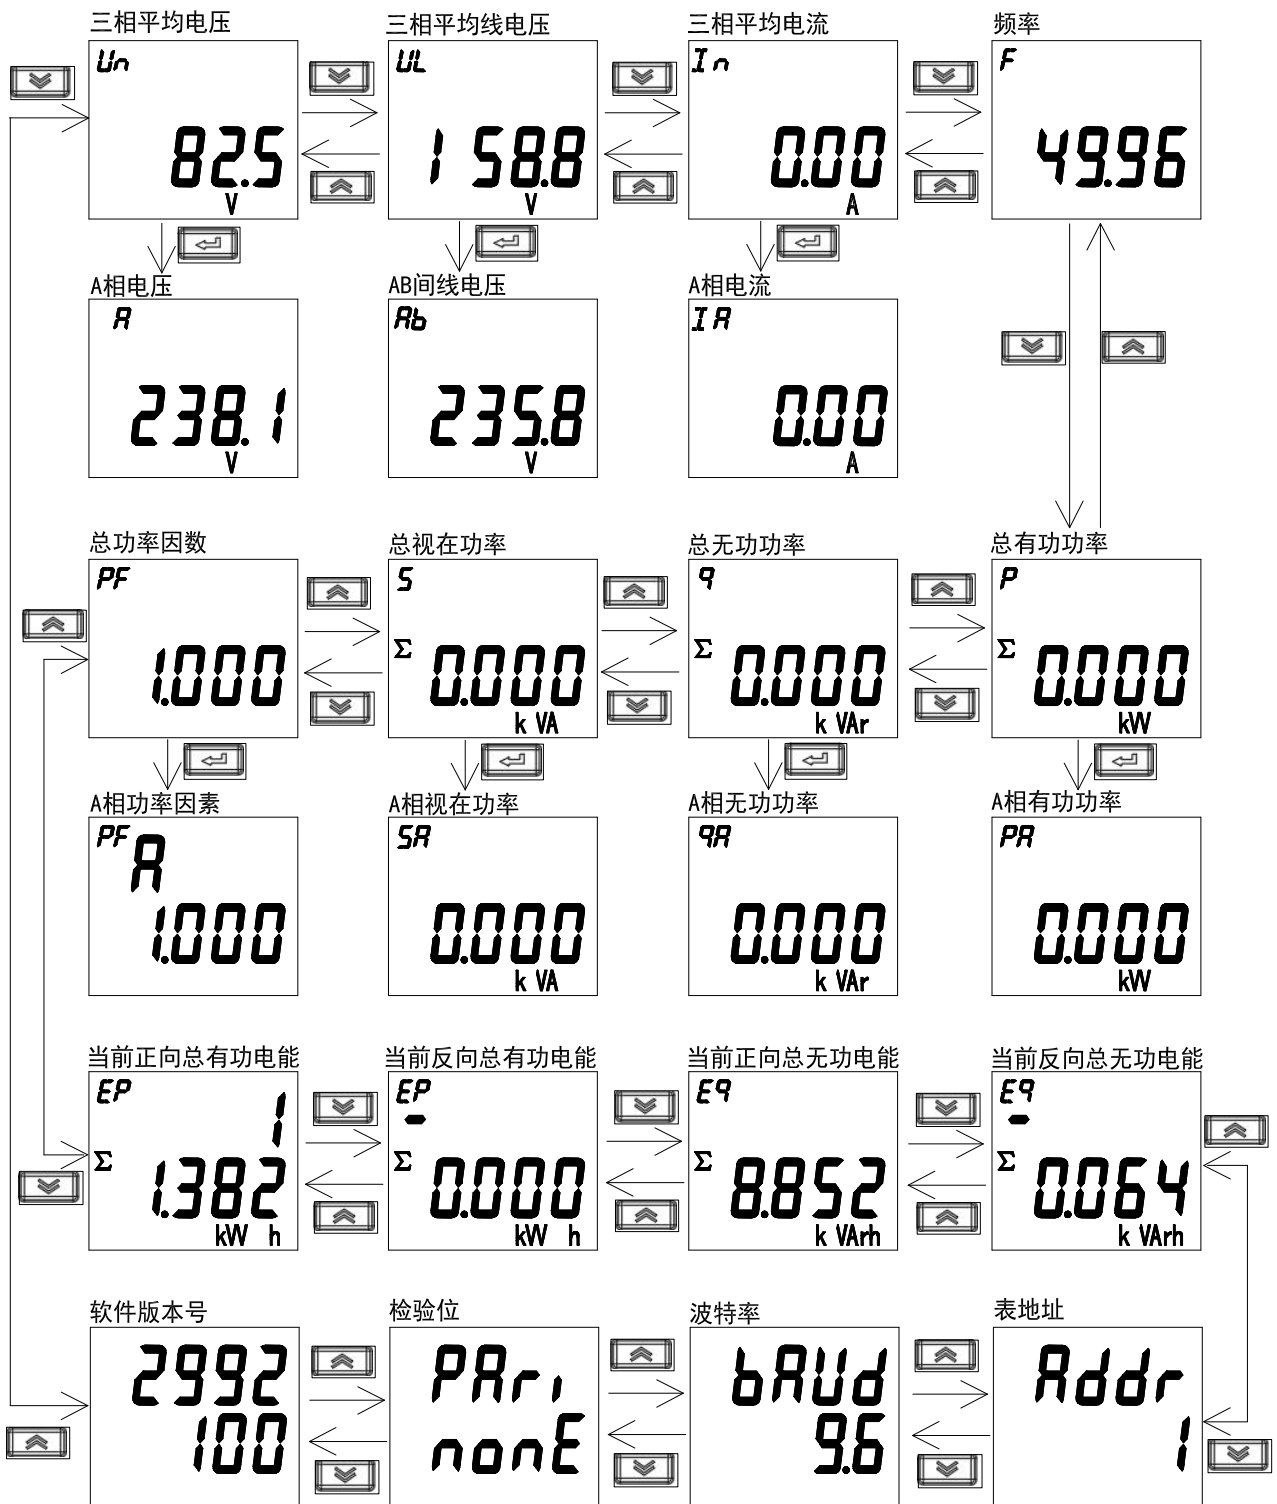 三相平均电压
三相平均线电压
三相平均电流
频率
Un
UL
In
F
82.5
158.8
0.00
49.96
V
V
A
A相电压
AB间线电压
A相电流
A
Ab
IA
238.1
235.8
0.00
V
V
A
总功率因数
总视在功率
总无功功率
总有功功率
PF
S
q
P
Σ
Σ
Σ
1.000
0.000
0.000
0.000
k VA
k VAr
kW
A相功率因素
A相视在功率
A相无功功率
A相有功功率
PF A
SA
qA
PA
1.000
0.000
0.000
0.000
k VA
k VAr
kW
当前正向总有功电能
当前反向总有功电能
当前正向总无功电能
当前反向总无功电能
EP
1
EP
-
Eq
Eq
-
Σ
Σ
Σ
Σ
1.382
0.000
8.852
0.064
kW h
kW h
k VArh
k VArh
软件版本号
检验位
波特率
表地址
2992
PAri
bAUd
Addr
100
nonE
9.6
1